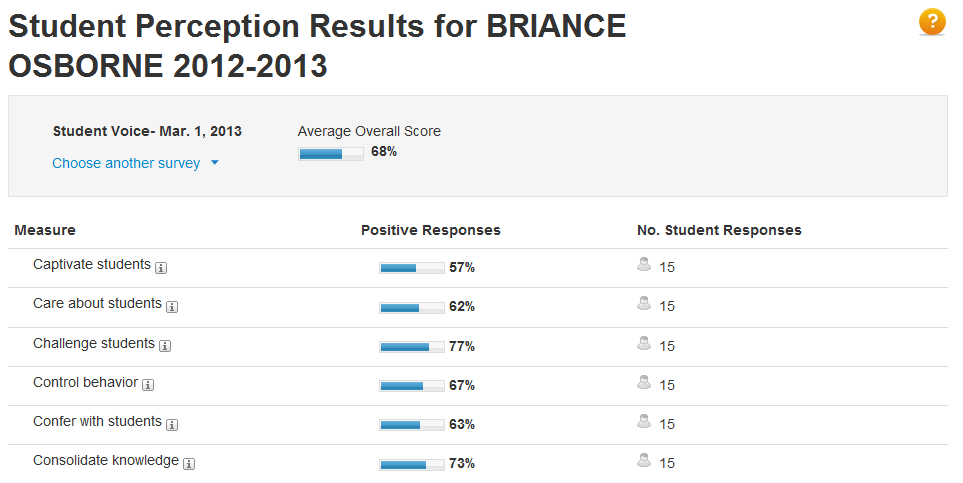 Student Perception Results for BRIANCE
OSBORNE 2012-2013
?
Student Voice- Mar. 1, 2013
Average Overall Score
68%
Choose another survey
Measure Positive Responses No. Student Responses
Captivate students i 57% 15
Care about students i 62% 15
Challenge students i 77% 15
Control behavior i 67% 15
Confer with students i 63% 15
Consolidate knowledge i 73% 15